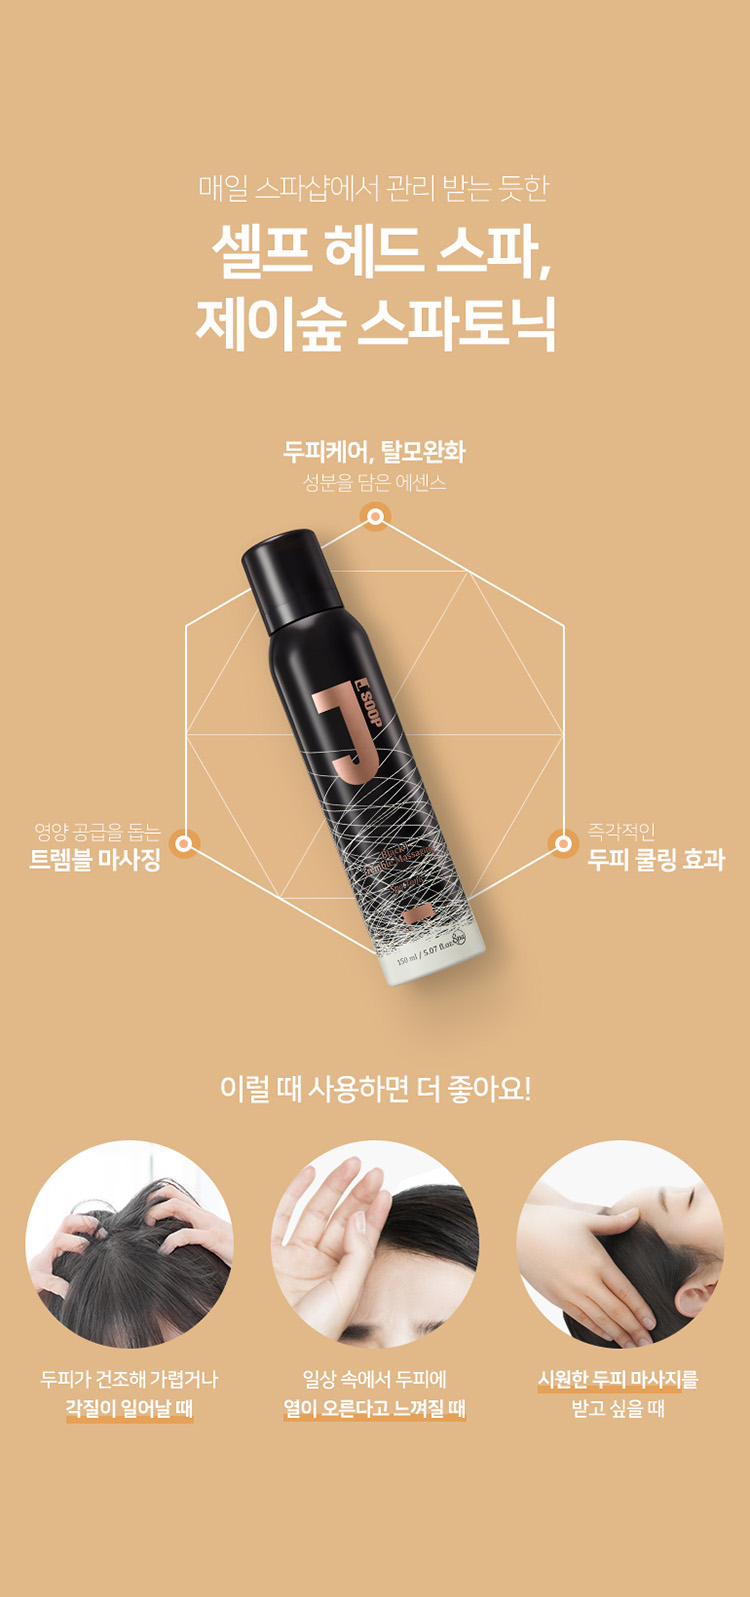 매일 스파샵에서 관리 받는 듯한
셀프 헤드 스파,
제이숲 스파토닉
두피케어, 탈모완화
성분을 담은 에센스
J
SOOP
영양 공급을 돕는
트렘블 마사징
즉각적인
두피 쿨링 효과
Massaging
Spa Tonic
150 ml / 5.07 fl.oz
Spa
이럴 때 사용하면 더 좋아요!
두피가 건조해 가렵거나
각질이 일어날 때
일상 속에서 두피에
열이 오른다고 느껴질 때
시원한 두피 마사지를
받고 싶을 때